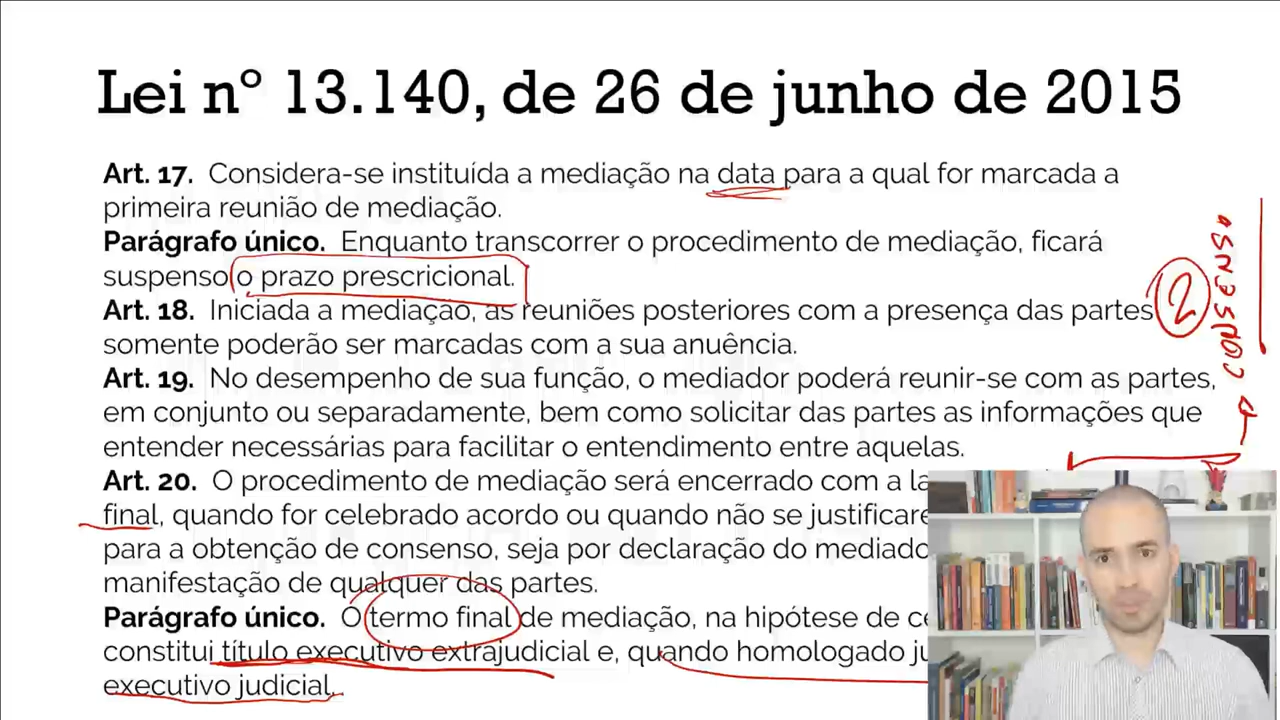 Lei nº 13.140, de 26 de junho de 2015
Art. 17. Considera-se instituída a mediação na data para a qual for marcada a
primeira reunião de mediação.
Parágrafo único. Enquanto transcorrer o procedimento de mediação, ficará
suspenso o prazo prescricional.
Art. 18. Iniciada a mediação, as reuniões posteriores com a presença das partes
somente poderão ser marcadas com a sua anuência.
Art. 19. No desempenho de sua função, o mediador poderá reunir-se com as partes,
em conjunto ou separadamente, bem como solicitar das partes as informações que
entender necessárias para facilitar o entendimento entre aquelas.
Art. 20. O procedimento de mediação será encerrado com a la
final, quando for celebrado acordo ou quando não se justificare
para a obtenção de consenso, seja por declaração do mediado
manifestação de qualquer das partes.
Parágrafo único. O termo final de mediação, na hipótese de ce
constitui título executivo extrajudicial e, quando homologado ju
executivo judicial.
2
CONSENSO